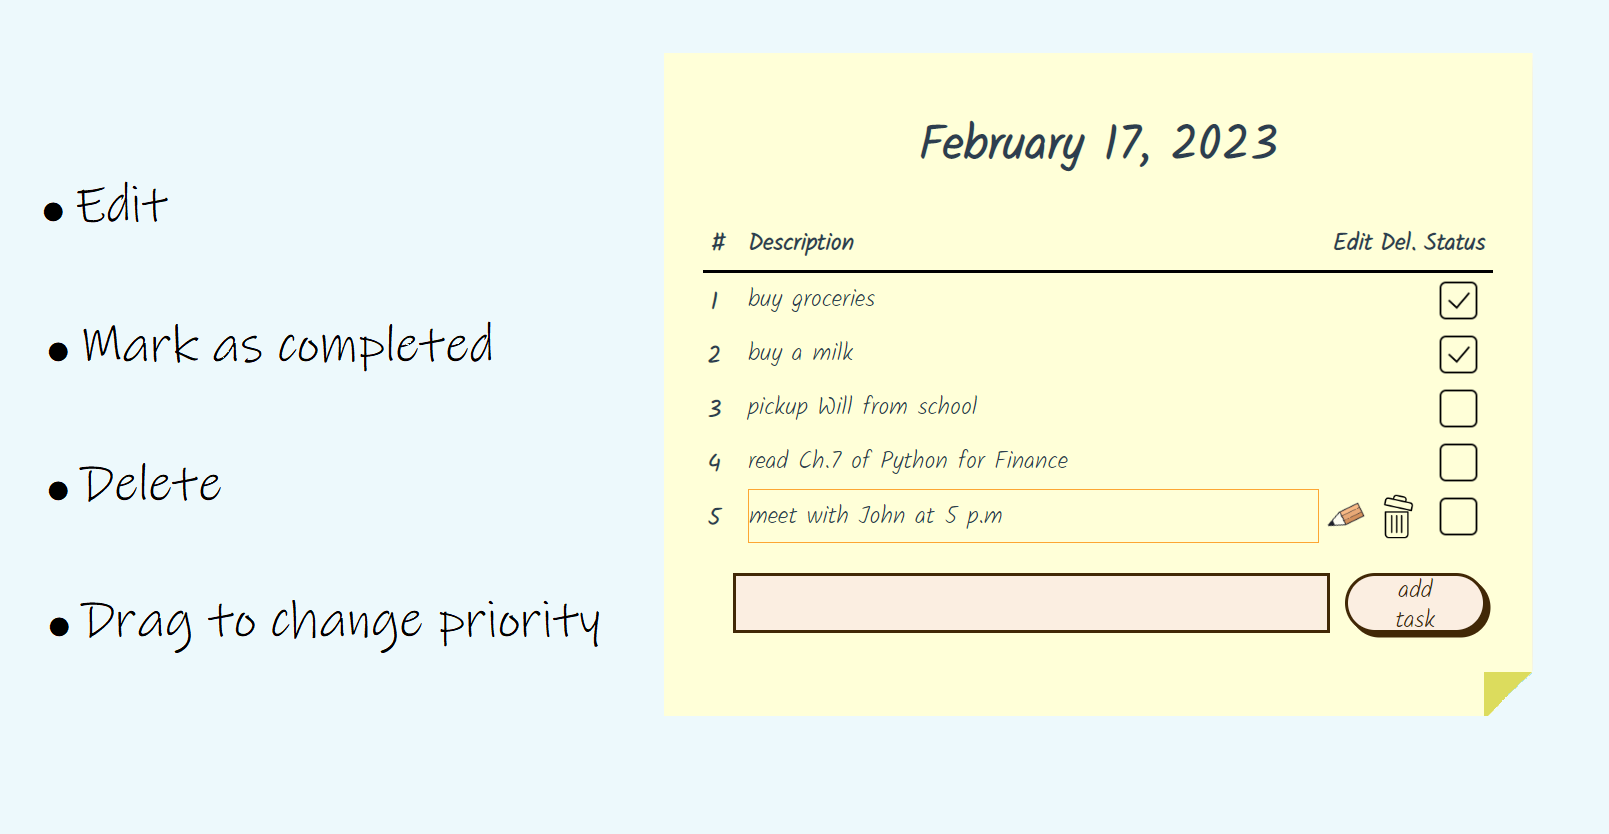 • Edit
• Mark as completed
• Delete
• Drag to change priority
February 17, 2023
# Description Edit Del. Status
1 buy groceries
2 buy a milk
3 pickup Will from school
4 read Ch.7 of Python for Finance
5 meet with John at 5 p.m
add
task